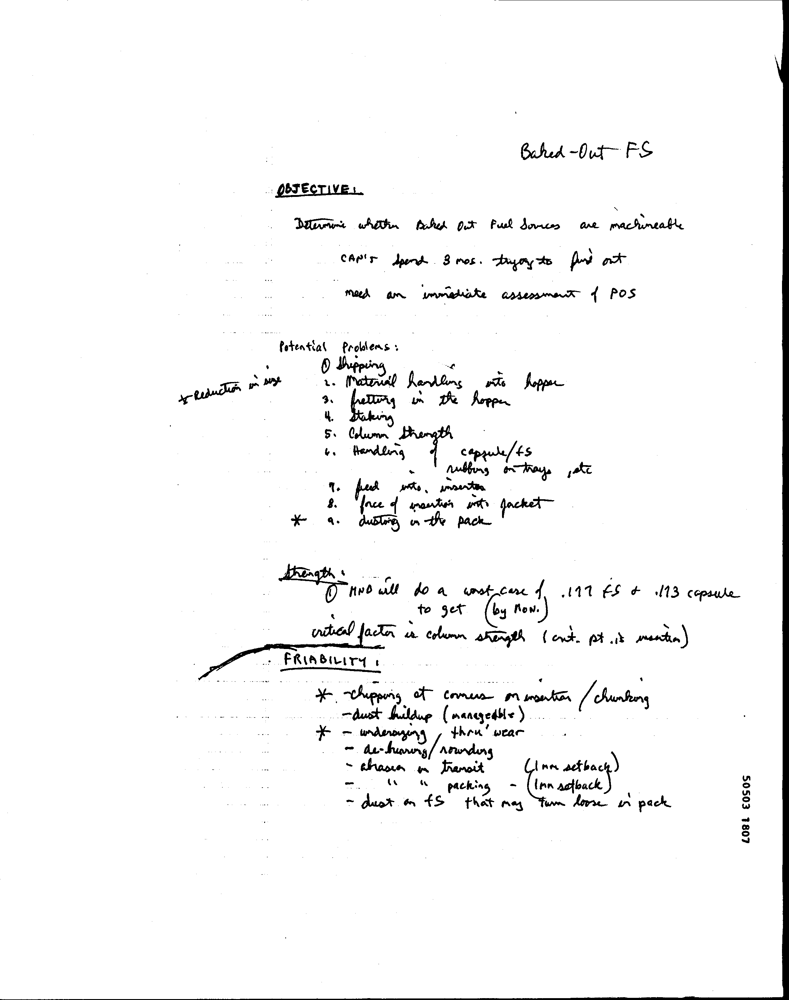 Baked-Out FS
OBJECTIVE:
Determine whether Baked Out Fuel Sources are machineable
CAN'T spend 3 mos. trying to find out
need an immediate assessment of POS
Potential Problems:
① Shipping
* Reduction in size
2. Material handling into hopper
3. fretting in the hopper
4. Staking
5. Column Strength
6. Handling of capsule/fs
rubbing on trays, etc
7. feed into inserter
8. force of insertion into jacket
* 9. dusting in the pack
Strength:
① MND will do a worst case of .177 FS & .173 capsule
to get (by Nov.)
critical factor is column strength (crit. pt. is insertion)
FRIABILITY:
* - chipping at corners on insertion / chunking
- dust buildup (manageable)
* - undersizing thru' wear
- de-burring/rounding
- abrasion in transit (1mm setback)
- " " packing - (1mm setback)
- dust on fS that may turn loose in pack
50503 1807